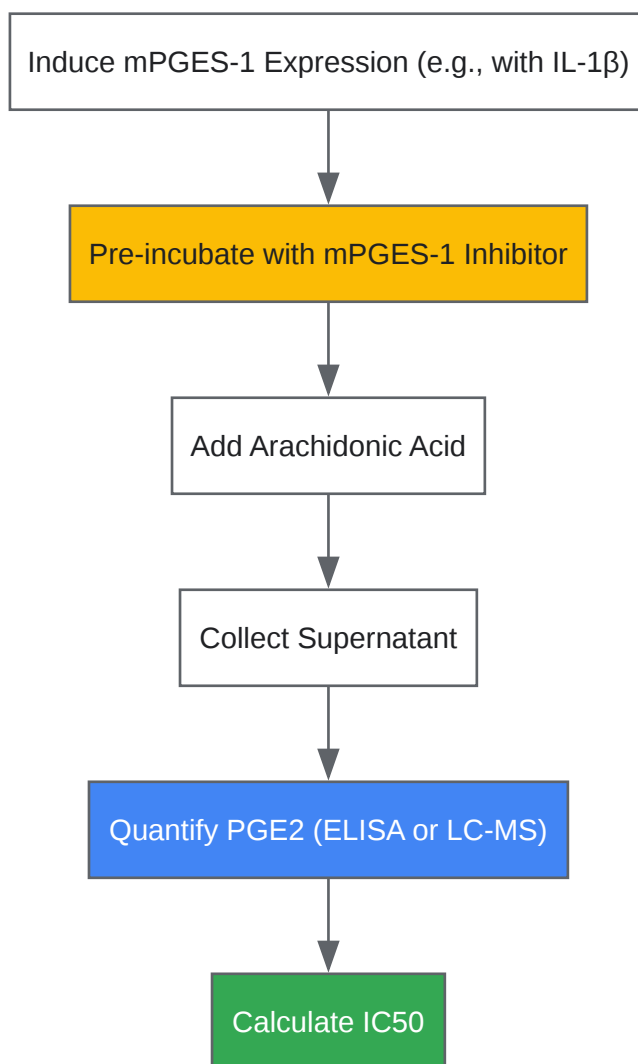 Induce mPGES-1 Expression (e.g., with IL-1β)
Pre-incubate with mPGES-1 Inhibitor
Add Arachidonic Acid
Collect Supernatant
Quantify PGE2 (ELISA or LC-MS)
Calculate IC50